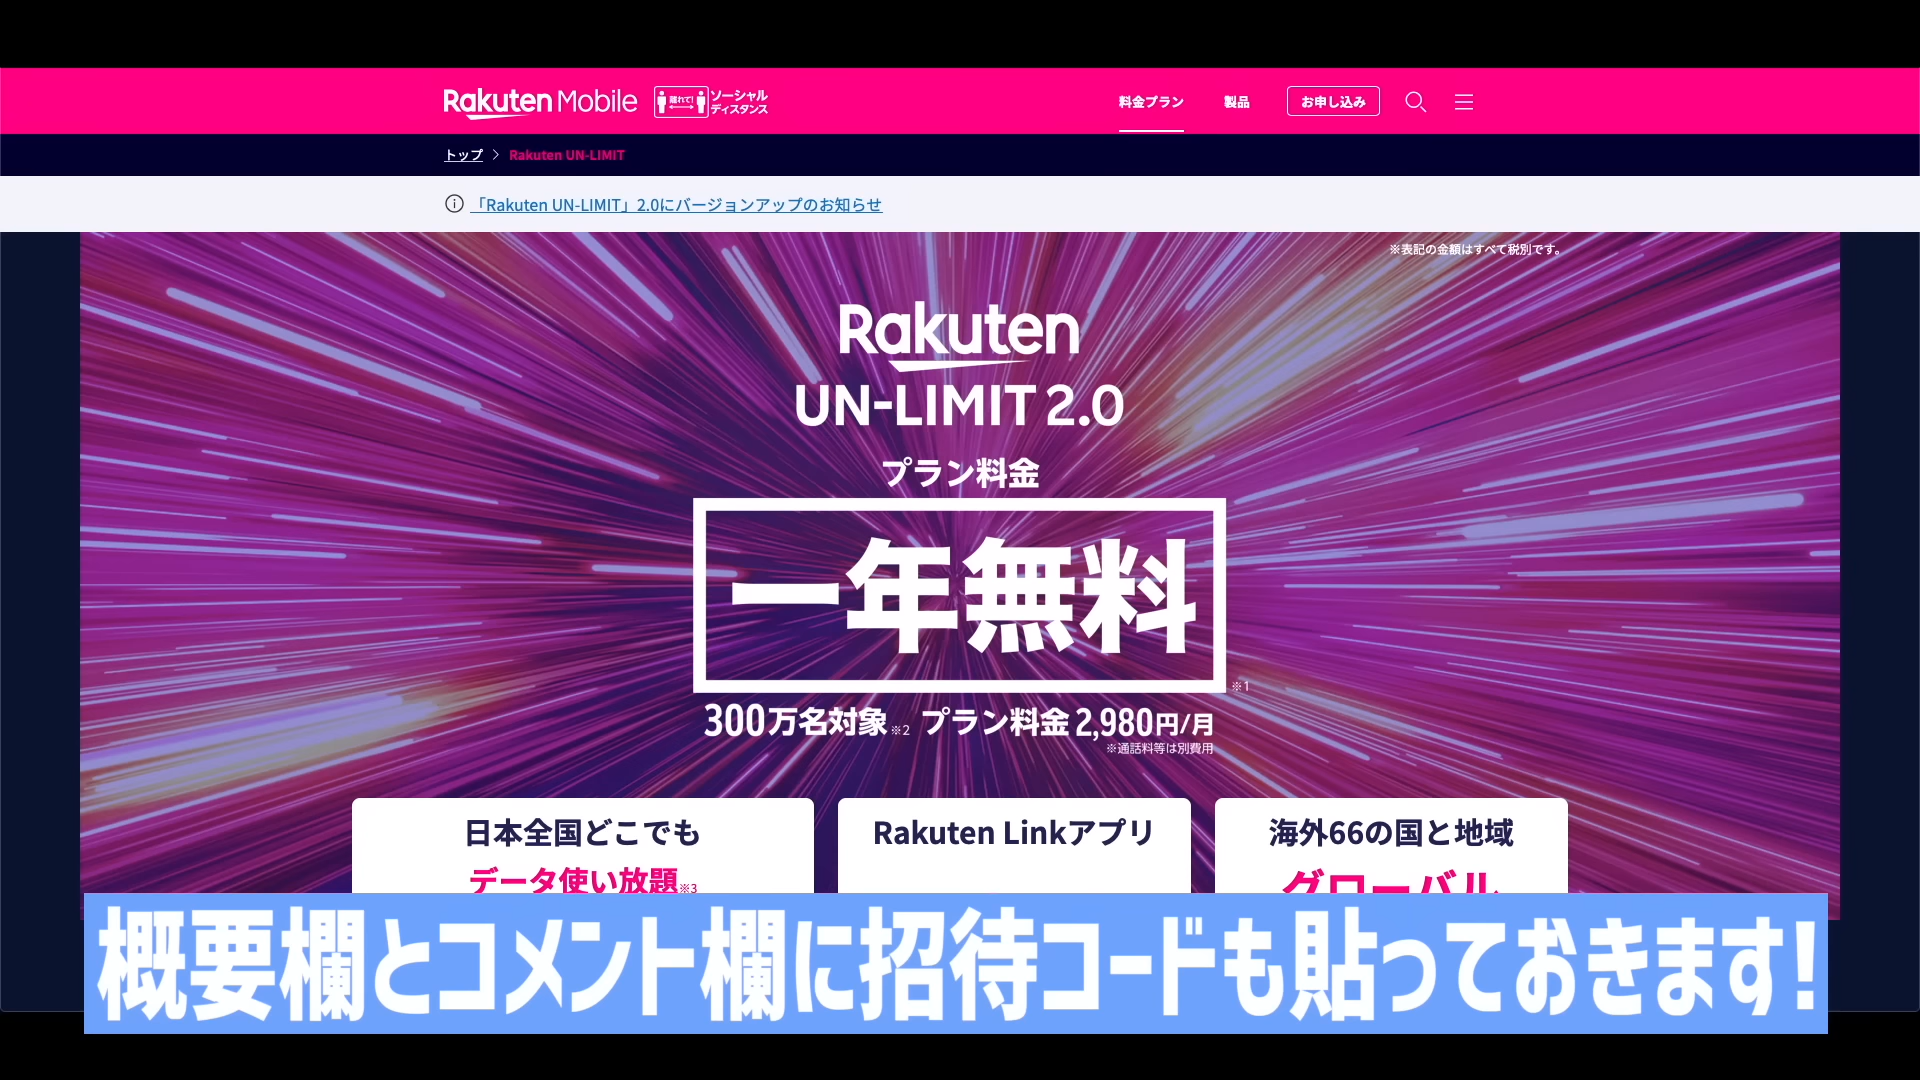 Rakuten Mobile
離れて!
ソーシャル
ディスタンス
料金プラン
製品
お申し込み
トップ
Rakuten UN-LIMIT
「Rakuten UN-LIMIT」2.0にバージョンアップのお知らせ
※表記の金額はすべて税別です。
Rakuten
UN-LIMIT 2.0
プラン料金
一年無料
※1
300万名対象※2 プラン料金2,980円/月
※通話料等は別費用
日本全国どこでも
データ使い放題※3
Rakuten Linkアプリ
海外66の国と地域
グローバル
概要欄とコメント欄に招待コードも貼っておきます!